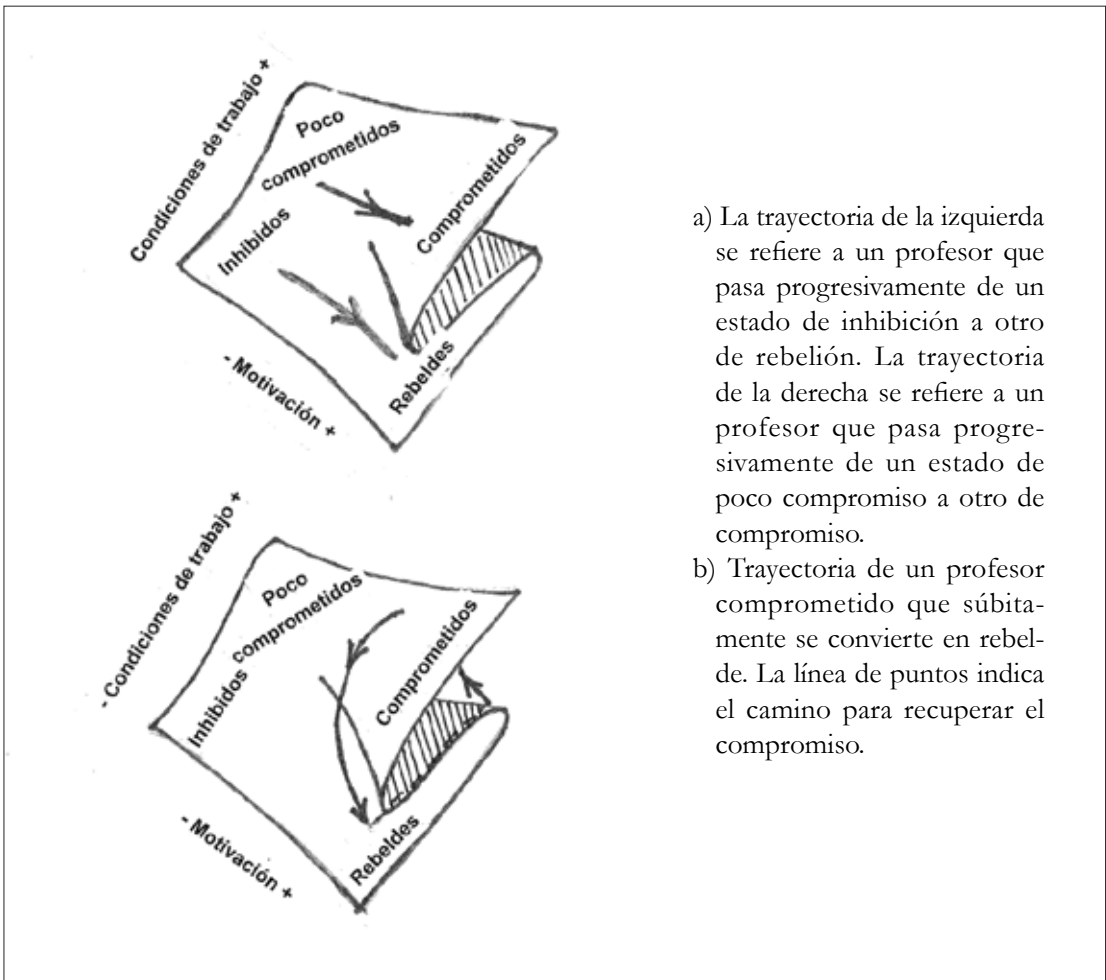 Condiciones de trabajo +
Poco
comprometidos
Inhibidos
Comprometidos
Rebeldes
- Motivación +
- Condiciones de trabajo +
Poco
comprometidos
Inhibidos
Comprometidos
Rebeldes
- Motivación +
a) La trayectoria de la izquierda
se refiere a un profesor que
pasa progresivamente de un
estado de inhibición a otro
de rebelión. La trayectoria
de la derecha se refiere a un
profesor que pasa progre-
sivamente de un estado de
poco compromiso a otro de
compromiso.
b) Trayectoria de un profesor
comprometido que súbita-
mente se convierte en rebel-
de. La línea de puntos indica
el camino para recuperar el
compromiso.